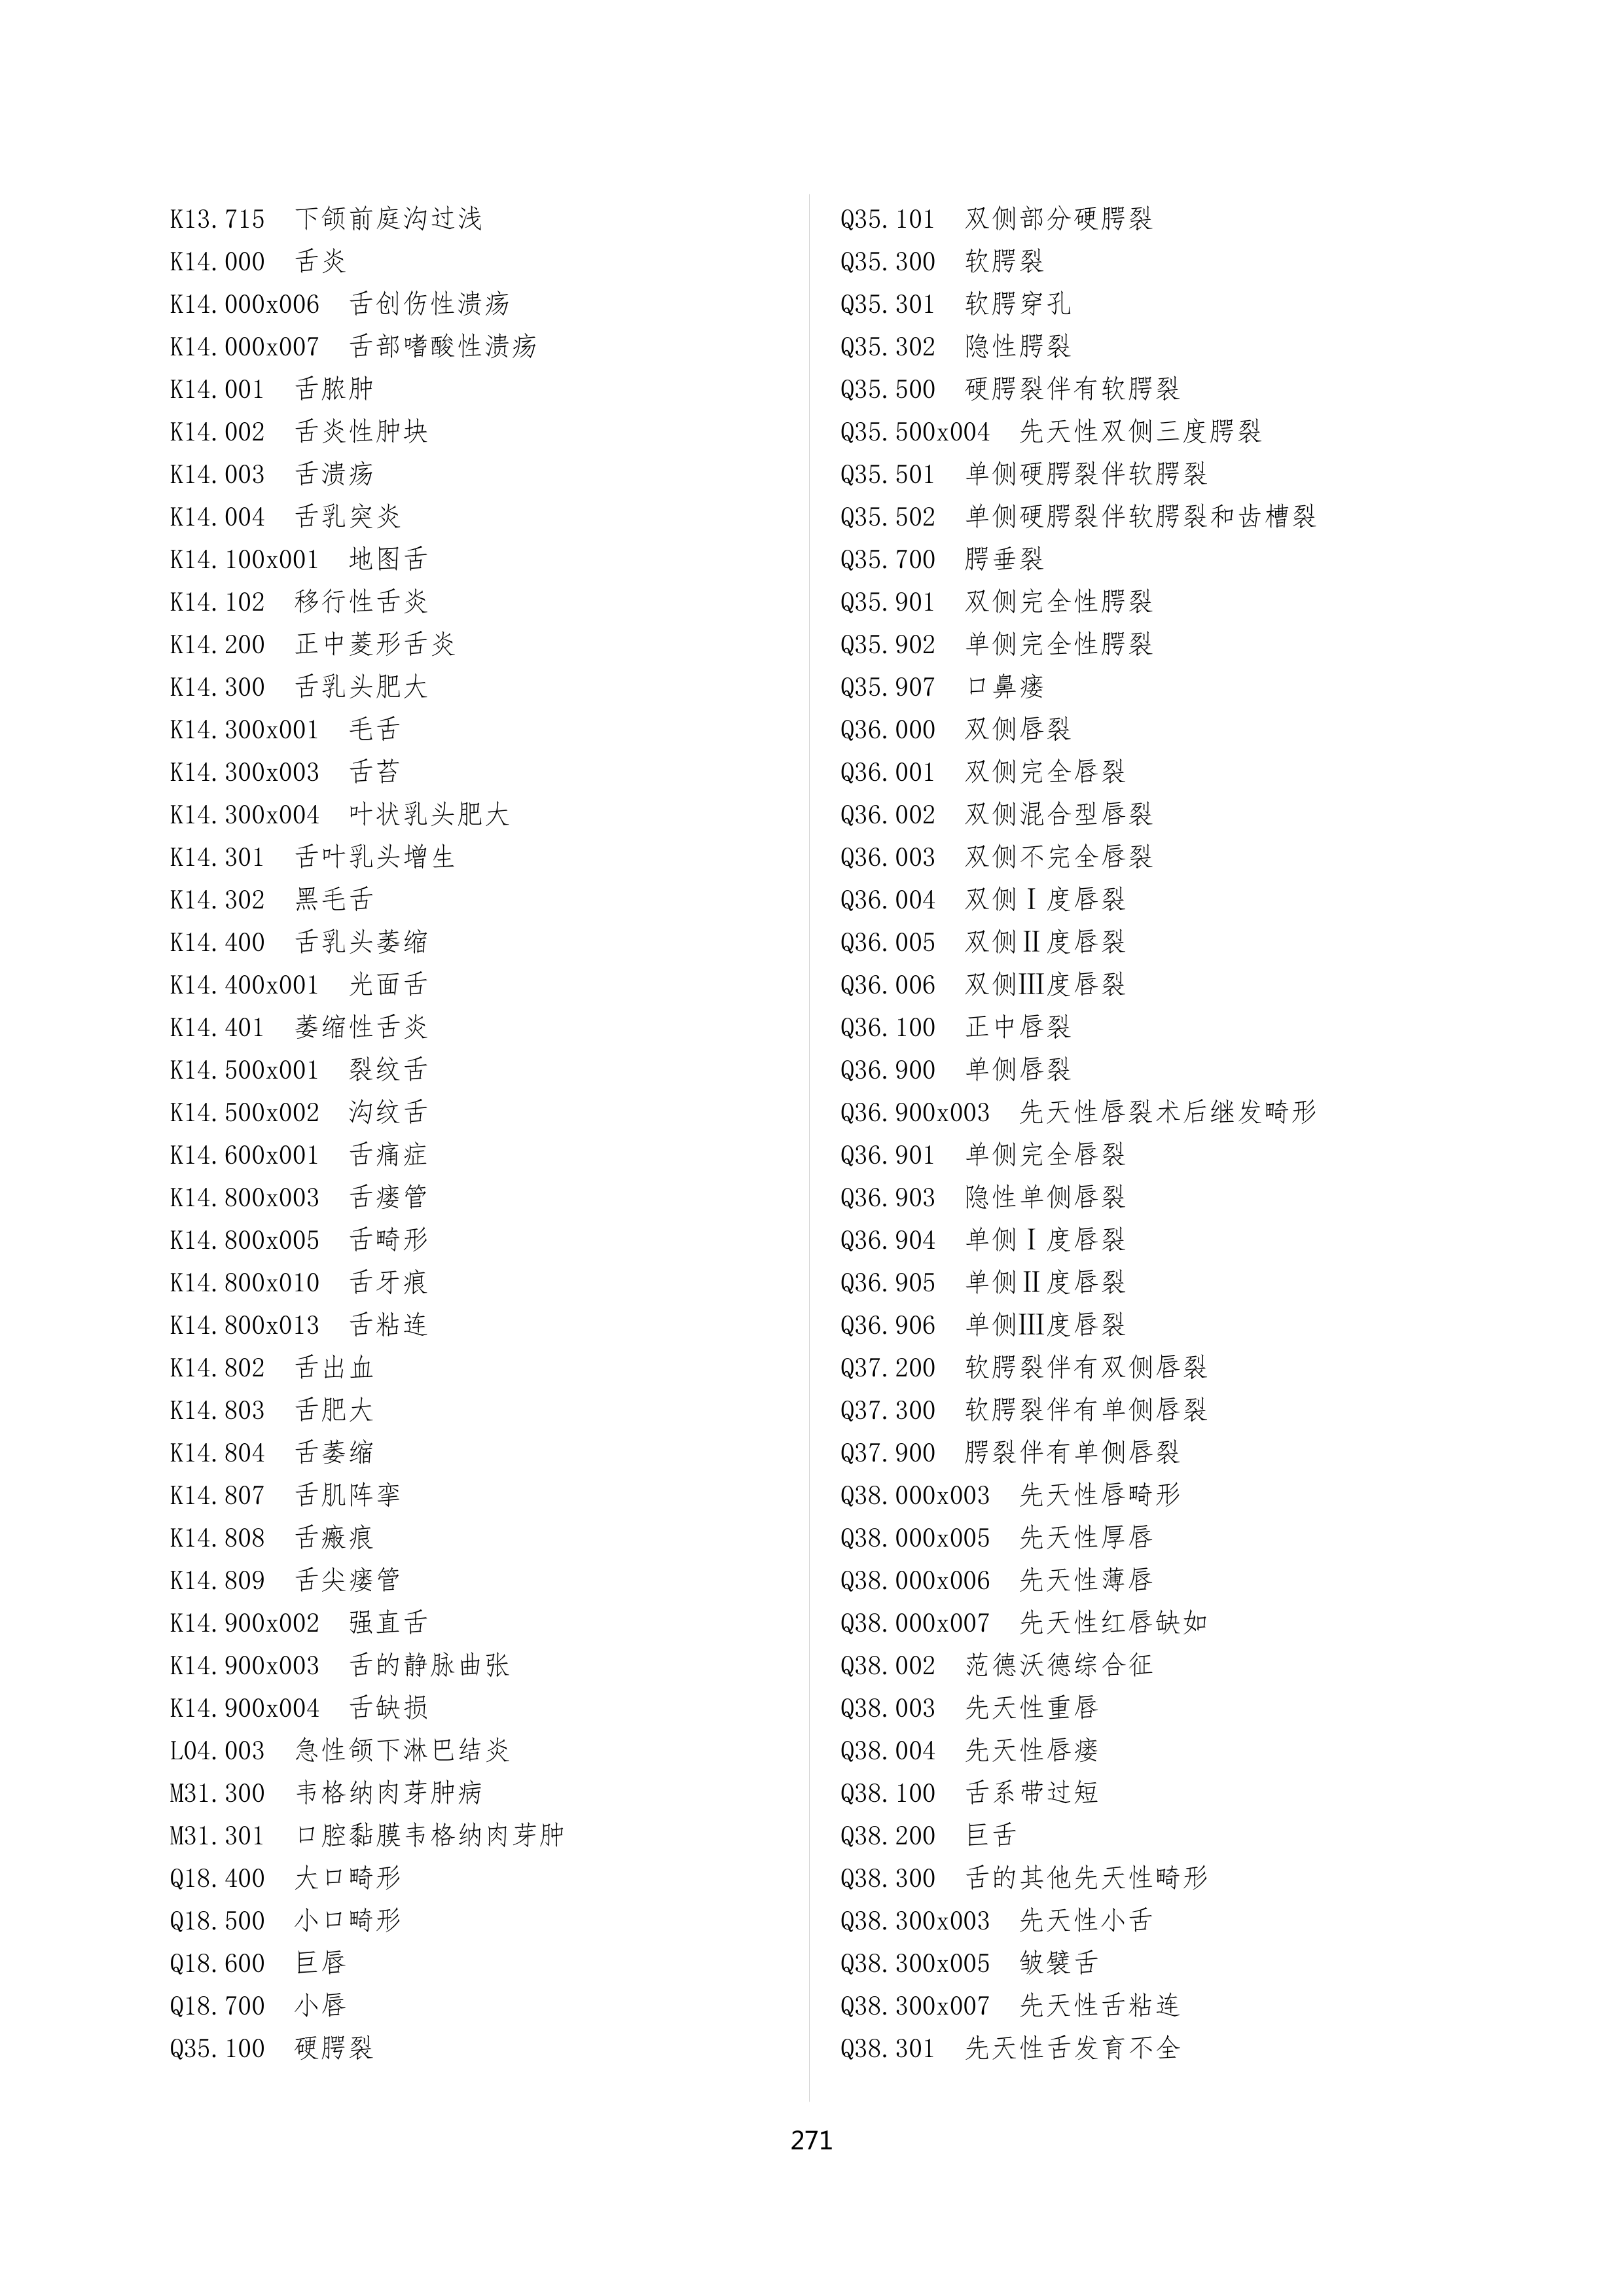 K13.715 下颌前庭沟过浅
K14.000 舌炎
K14.000x006 舌创伤性溃疡
K14.000x007 舌部嗜酸性溃疡
K14.001 舌脓肿
K14.002 舌炎性肿块
K14.003 舌溃疡
K14.004 舌乳突炎
K14.100x001 地图舌
K14.102 移行性舌炎
K14.200 正中菱形舌炎
K14.300 舌乳头肥大
K14.300x001 毛舌
K14.300x003 舌苔
K14.300x004 叶状乳头肥大
K14.301 舌叶乳头增生
K14.302 黑毛舌
K14.400 舌乳头萎缩
K14.400x001 光面舌
K14.401 萎缩性舌炎
K14.500x001 裂纹舌
K14.500x002 沟纹舌
K14.600x001 舌痛症
K14.800x003 舌瘘管
K14.800x005 舌畸形
K14.800x010 舌牙痕
K14.800x013 舌粘连
K14.802 舌出血
K14.803 舌肥大
K14.804 舌萎缩
K14.807 舌肌阵挛
K14.808 舌瘢痕
K14.809 舌尖瘘管
K14.900x002 强直舌
K14.900x003 舌的静脉曲张
K14.900x004 舌缺损
L04.003 急性颌下淋巴结炎
M31.300 韦格纳肉芽肿病
M31.301 口腔黏膜韦格纳肉芽肿
Q18.400 大口畸形
Q18.500 小口畸形
Q18.600 巨唇
Q18.700 小唇
Q35.100 硬腭裂
Q35.101 双侧部分硬腭裂
Q35.300 软腭裂
Q35.301 软腭穿孔
Q35.302 隐性腭裂
Q35.500 硬腭裂伴有软腭裂
Q35.500x004 先天性双侧三度腭裂
Q35.501 单侧硬腭裂伴软腭裂
Q35.502 单侧硬腭裂伴软腭裂和齿槽裂
Q35.700 腭垂裂
Q35.901 双侧完全性腭裂
Q35.902 单侧完全性腭裂
Q35.907 口鼻瘘
Q36.000 双侧唇裂
Q36.001 双侧完全唇裂
Q36.002 双侧混合型唇裂
Q36.003 双侧不完全唇裂
Q36.004 双侧Ⅰ度唇裂
Q36.005 双侧Ⅱ度唇裂
Q36.006 双侧Ⅲ度唇裂
Q36.100 正中唇裂
Q36.900 单侧唇裂
Q36.900x003 先天性唇裂术后继发畸形
Q36.901 单侧完全唇裂
Q36.903 隐性单侧唇裂
Q36.904 单侧Ⅰ度唇裂
Q36.905 单侧Ⅱ度唇裂
Q36.906 单侧Ⅲ度唇裂
Q37.200 软腭裂伴有双侧唇裂
Q37.300 软腭裂伴有单侧唇裂
Q37.900 腭裂伴有单侧唇裂
Q38.000x003 先天性唇畸形
Q38.000x005 先天性厚唇
Q38.000x006 先天性薄唇
Q38.000x007 先天性红唇缺如
Q38.002 范德沃德综合征
Q38.003 先天性重唇
Q38.004 先天性唇瘘
Q38.100 舌系带过短
Q38.200 巨舌
Q38.300 舌的其他先天性畸形
Q38.300x003 先天性小舌
Q38.300x005 皱襞舌
Q38.300x007 先天性舌粘连
Q38.301 先天性舌发育不全
271